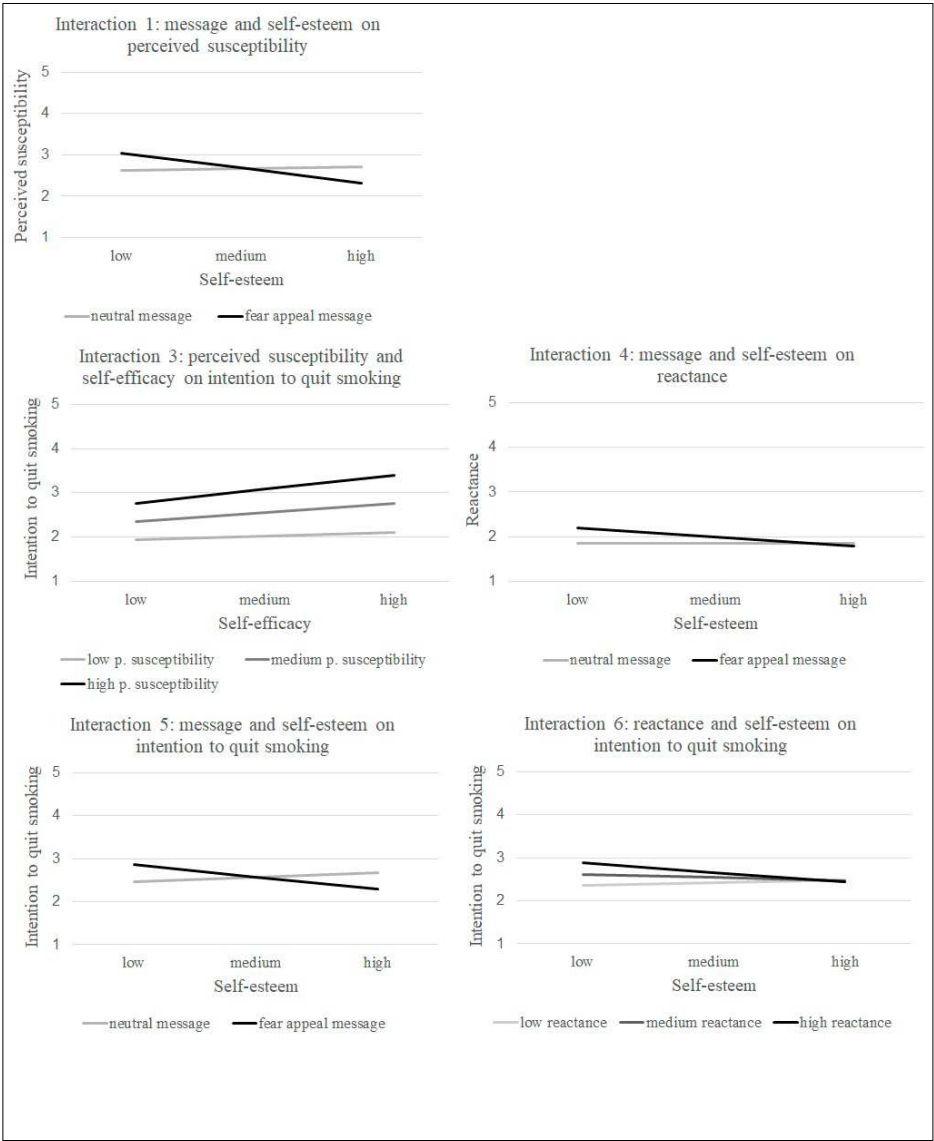 Interaction 1: message and self-esteem on
perceived susceptibility
Perceived susceptibility
5
4
3
2
1
low medium high
Self-esteem
neutral message fear appeal message
Interaction 3: perceived susceptibility and
self-efficacy on intention to quit smoking
Intention to quit smoking
5
4
3
2
1
low medium high
Self-efficacy
low p. susceptibility medium p. susceptibility
high p. susceptibility
Interaction 4: message and self-esteem on
reactance
Reactance
5
4
3
2
1
low medium high
Self-esteem
neutral message fear appeal message
Interaction 5: message and self-esteem on
intention to quit smoking
Intention to quit smoking
5
4
3
2
1
low medium high
Self-esteem
neutral message fear appeal message
Interaction 6: reactance and self-esteem on
intention to quit smoking
Intention to quit smoking
5
4
3
2
1
low medium high
Self-esteem
low reactance medium reactance high reactance